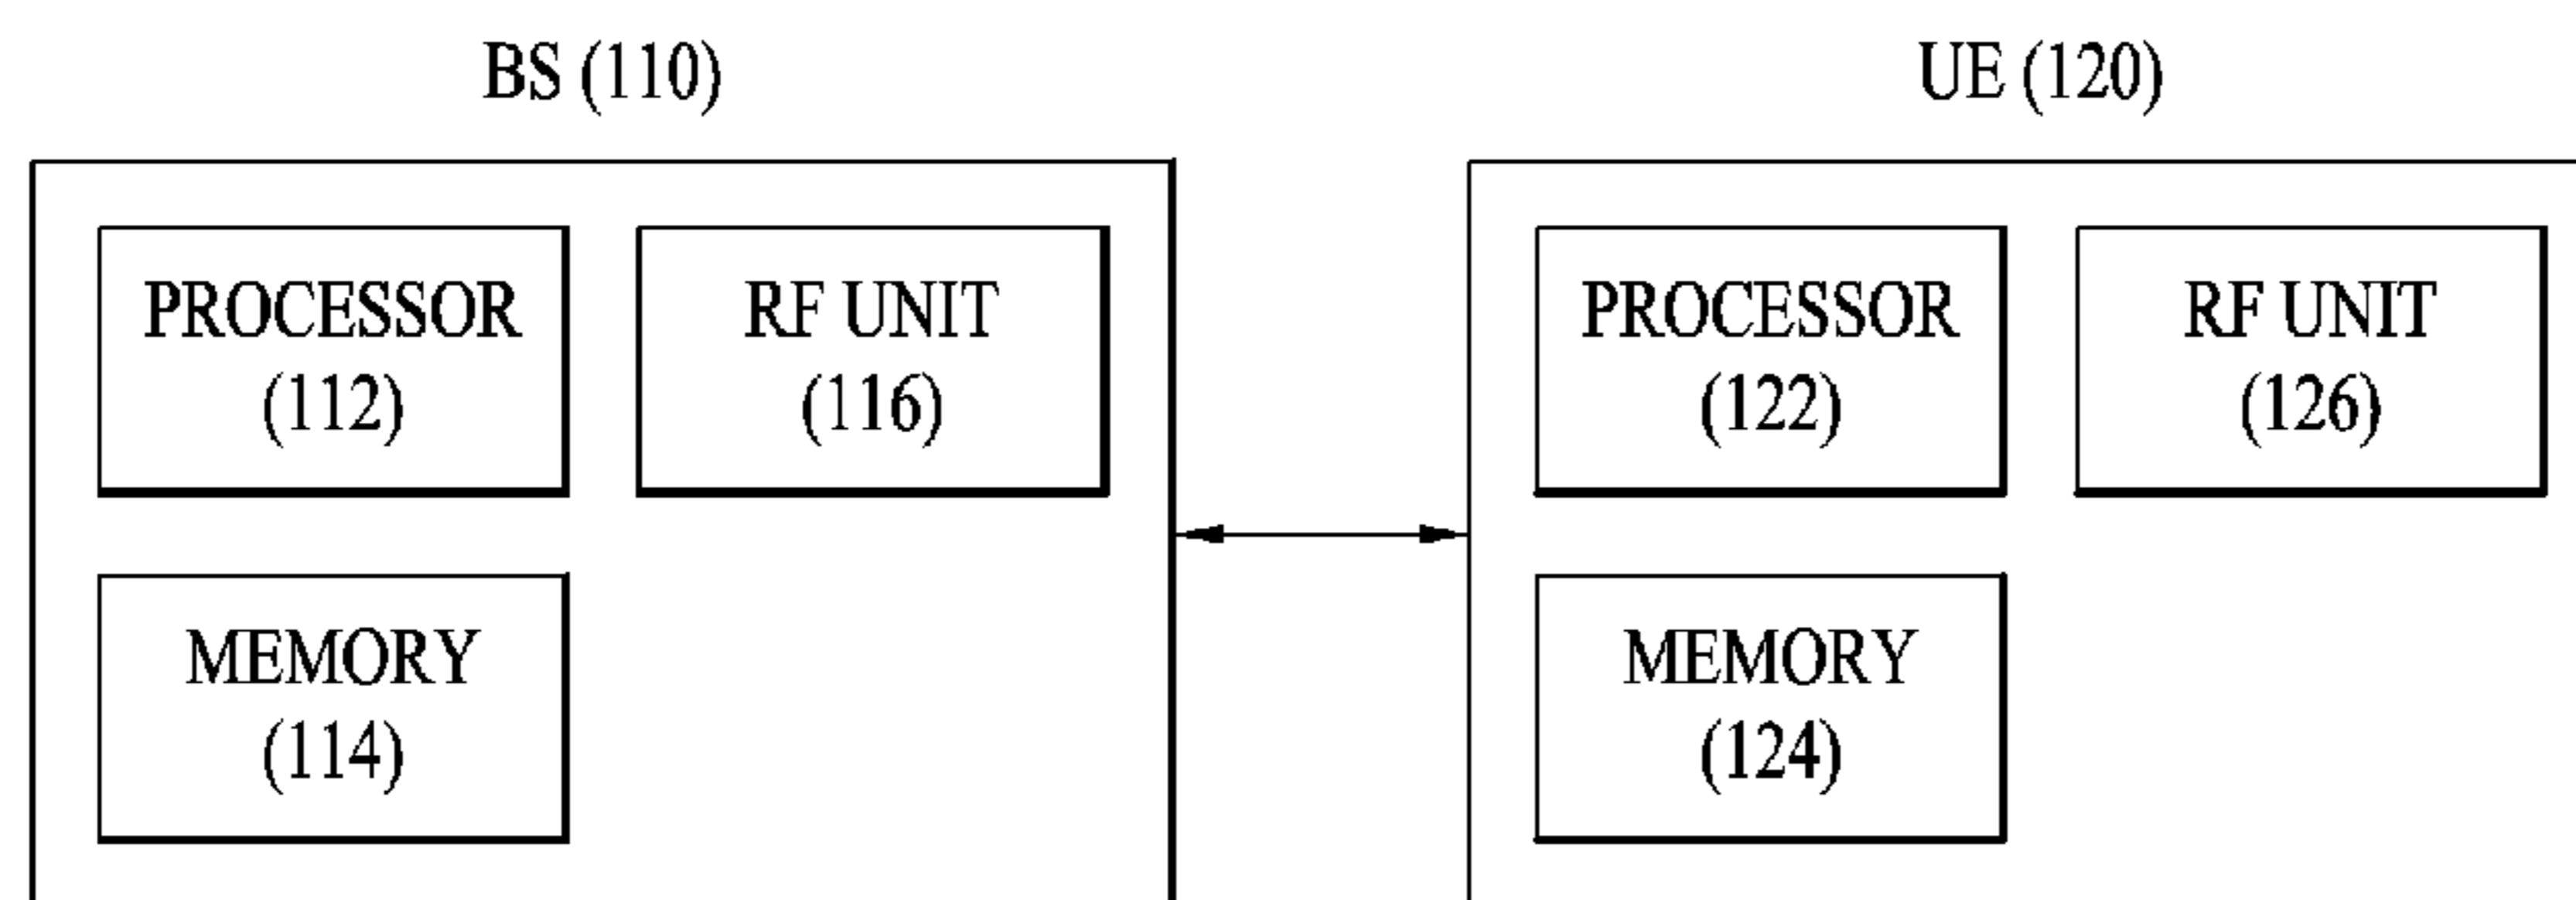 BS (110)
PROCESSOR
(112)
RF UNIT
(116)
MEMORY
(114)
UE (120)
PROCESSOR
(122)
RF UNIT
(126)
MEMORY
(124)